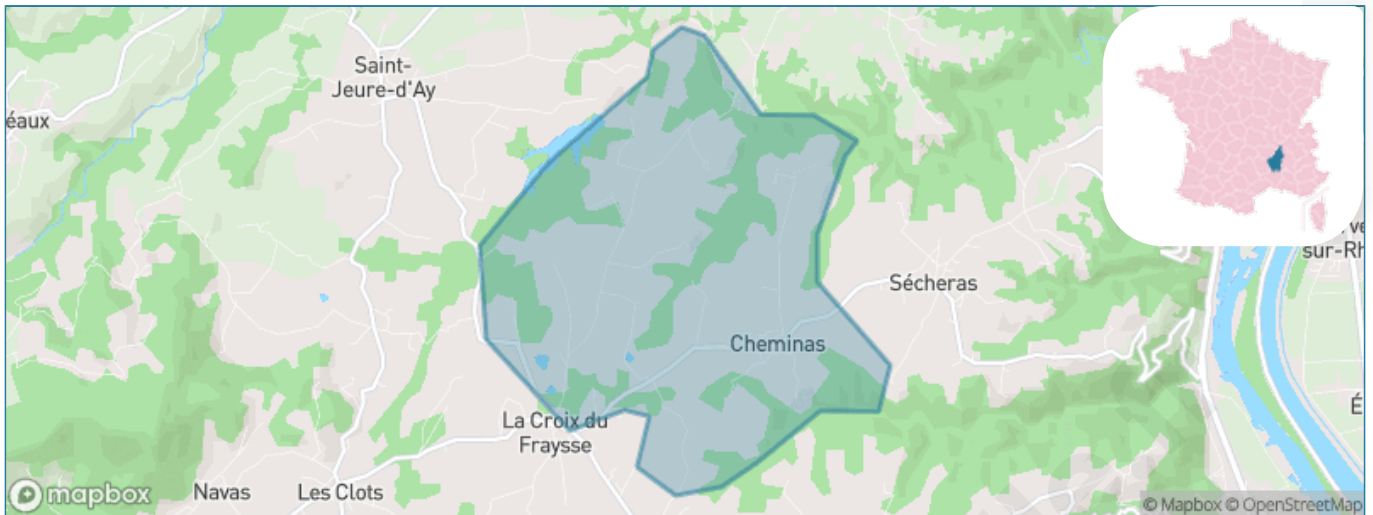 Saint-
Jeure-d'Ay
éaux
sur-Rh
Sécheras
Cheminas
La Croix du
Fraysse
É
Navas
Les Clots
mapbox
© Mapbox © OpenStreetMap